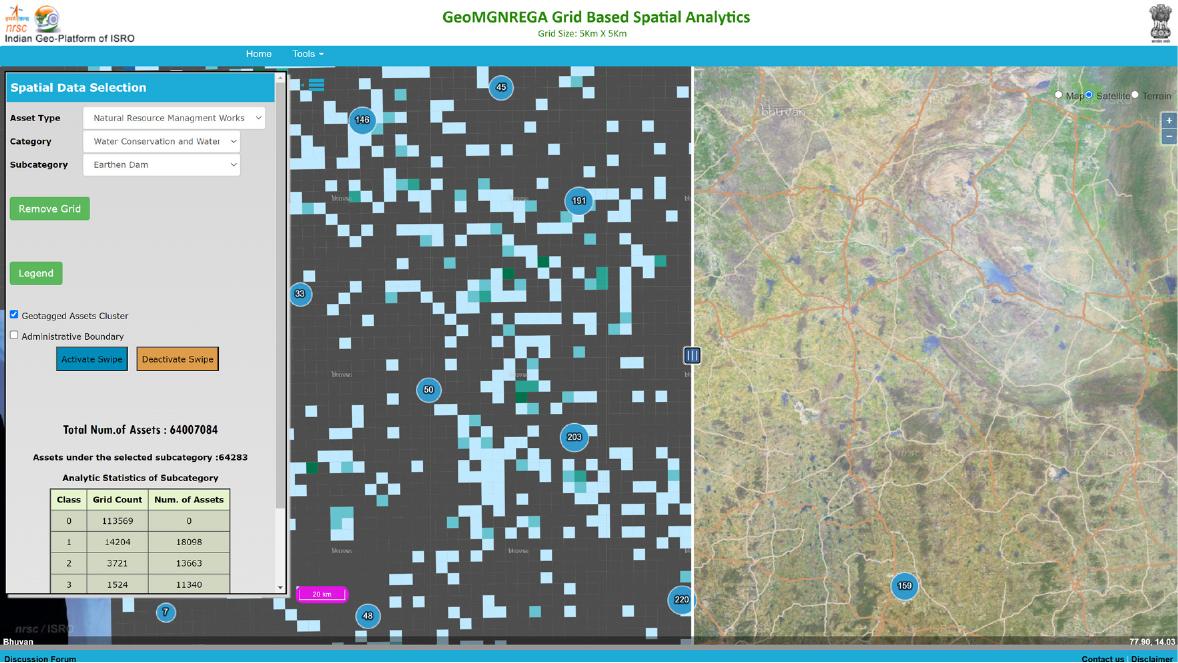 nrsc
Indian Geo-Platform of ISRO
GeoMGNREGA Grid Based Spatial Analytics
Grid Size: 5Km X 5Km
Home Tools
Spatial Data Selection
Asset Type Natural Resource Managment Works
Category Water Conservation and Water
Subcategory Earthen Dam
Remove Grid
Legend
Geotagged Assets Cluster
Administrative Boundary
Activate Swipe Deactivate Swipe
Total Num.of Assets : 64007084
Assets under the selected subcategory :64283
Analytic Statistics of Subcategory
Class Grid Count Num. of Assets
0 113569 0
1 14204 18098
2 3721 13663
3 1524 11340
45
146
191
33
50
203
7
48
220
159
20 km
Map Satellite Terrain
+
−
bhuvan
nrsc / ISRO
Bhuvan
77.90, 14.03
Discussion Forum
Contact us Disclaimer